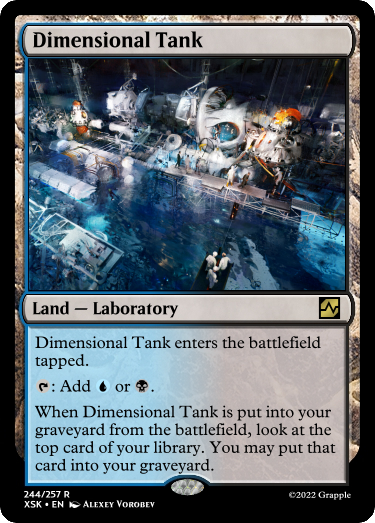 Dimensional Tank
Land — Laboratory
Dimensional Tank enters the battlefield
tapped.
: Add or .
When Dimensional Tank is put into your
graveyard from the battlefield, look at the
top card of your library. You may put that
card into your graveyard.
244/257 R
XSK • EN Alexey Vorobev
©2022 Grapple